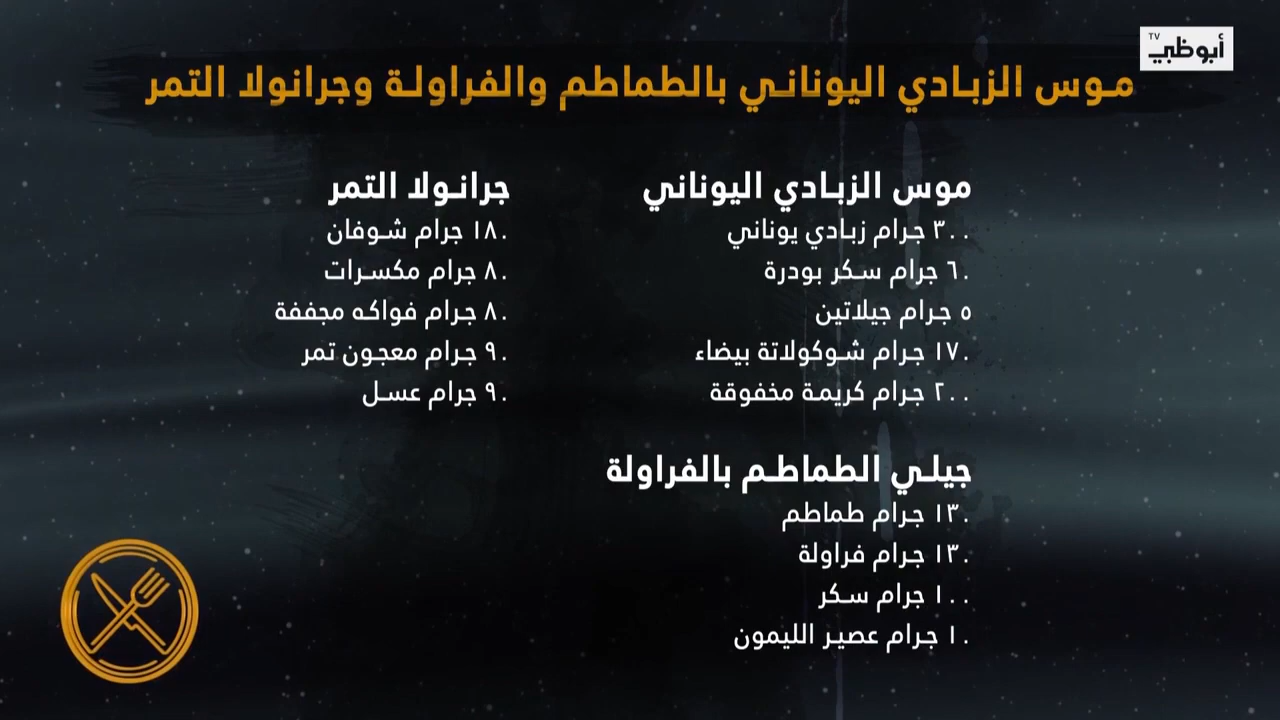 أبوظبي TV
موس الزبادي اليوناني بالطماطم والفراولة وجرانولا التمر
موس الزبادي اليوناني
٣٠٠ جرام زبادي يوناني
٦٠ جرام سكر بودرة
٥ جرام جيلاتين
١٧٠ جرام شوكولاتة بيضاء
٢٠٠ جرام كريمة مخفوقة
جيلي الطماطم بالفراولة
١٣٠ جرام طماطم
١٣٠ جرام فراولة
١٠٠ جرام سكر
١٠ جرام عصير الليمون
جرانولا التمر
١٨٠ جرام شوفان
٨٠ جرام مكسرات
٨٠ جرام فواكه مجففة
٩٠ جرام معجون تمر
٩٠ جرام عسل